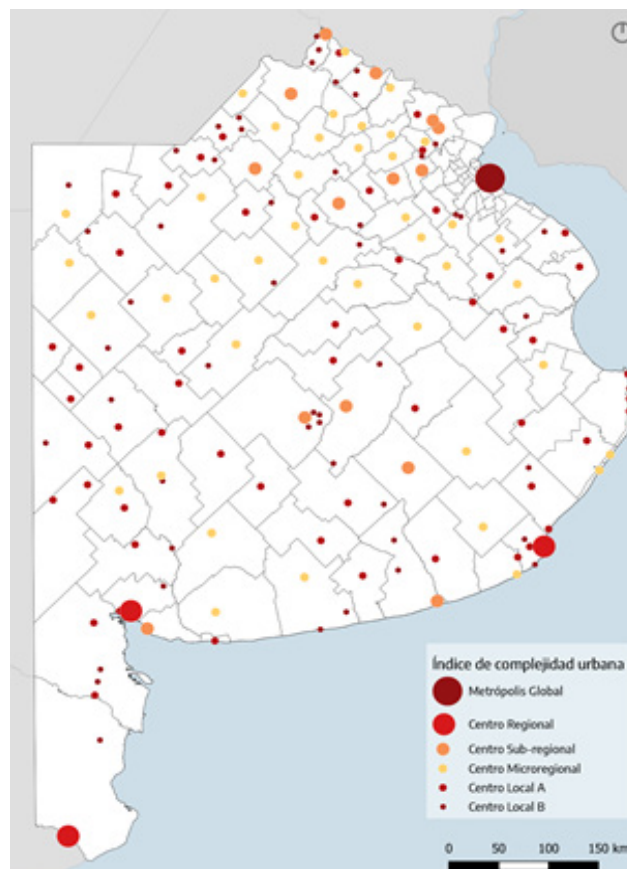 Índice de complejidad urbana
Metrópolis Global
Centro Regional
Centro Sub-regional
Centro Microregional
Centro Local A
Centro Local B
0 50 100 150 km